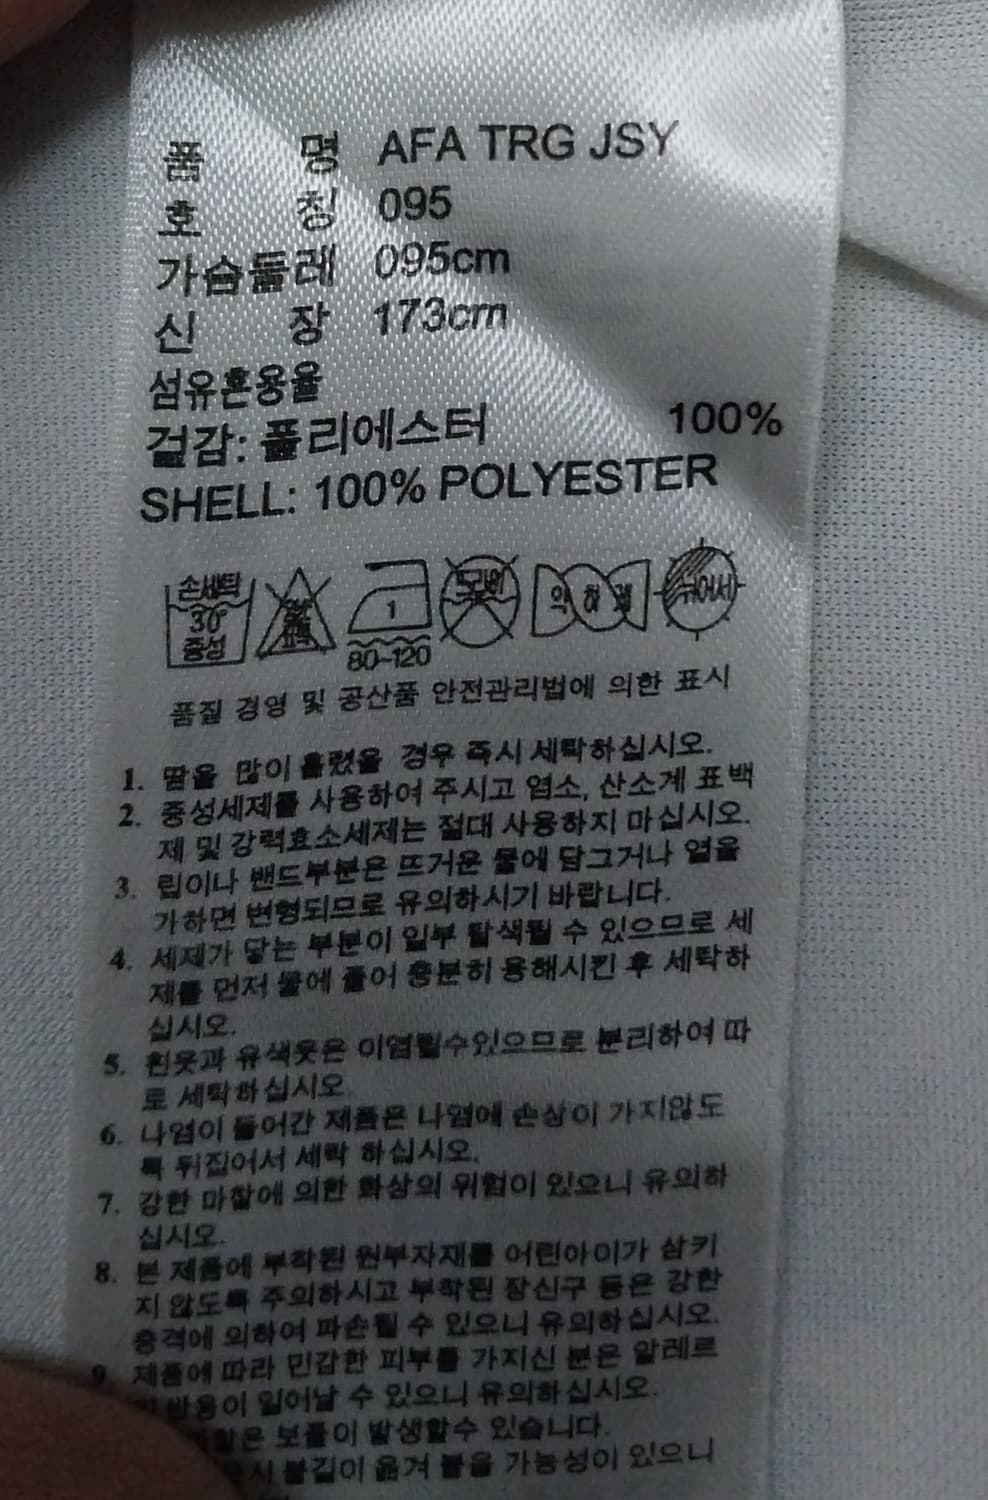 품 명 AFA TRG JSY
호 칭 095
가슴둘레 095cm
신 장 173cm
섬유혼용율
겉감: 폴리에스터 100%
SHELL: 100% POLYESTER
손세탁 30° 중성
1 80~120
드라이
약하게
뉘어서
품질 경영 및 공산품 안전관리법에 의한 표시
1. 땀을 많이 흘렸을 경우 즉시 세탁하십시오.
2. 중성세제를 사용하여 주시고 염소, 산소계 표백
제 및 강력효소세제는 절대 사용하지 마십시오.
3. 립이나 밴드부분은 뜨거운 물에 담그거나 열을
가하면 변형되므로 유의하시기 바랍니다.
4. 세제가 닿는 부분이 일부 탈색될 수 있으므로 세
제를 먼저 물에 풀어 충분히 용해시킨 후 세탁하
십시오.
5. 흰옷과 유색옷은 이염될수있으므로 분리하여 따
로 세탁하십시오
6. 나염이 들어간 제품은 나염에 손상이 가지않도
록 뒤집어서 세탁 하십시오.
7. 강한 마찰에 의한 화상의 위험이 있으니 유의하
십시오.
8. 본 제품에 부착된 원부자재를 어린아이가 삼키
지 않도록 주의하시고 부착된 장신구 등은 강한
충격에 의하여 파손될 수 있으니 유의하십시오.
9. 제품에 따라 민감한 피부를 가지신 분은 알레르
반응이 일어날 수 있으니 유의하십시오.
보풀이 발생할수 있습니다.
불길이 옮겨 붙을 가능성이 있으니